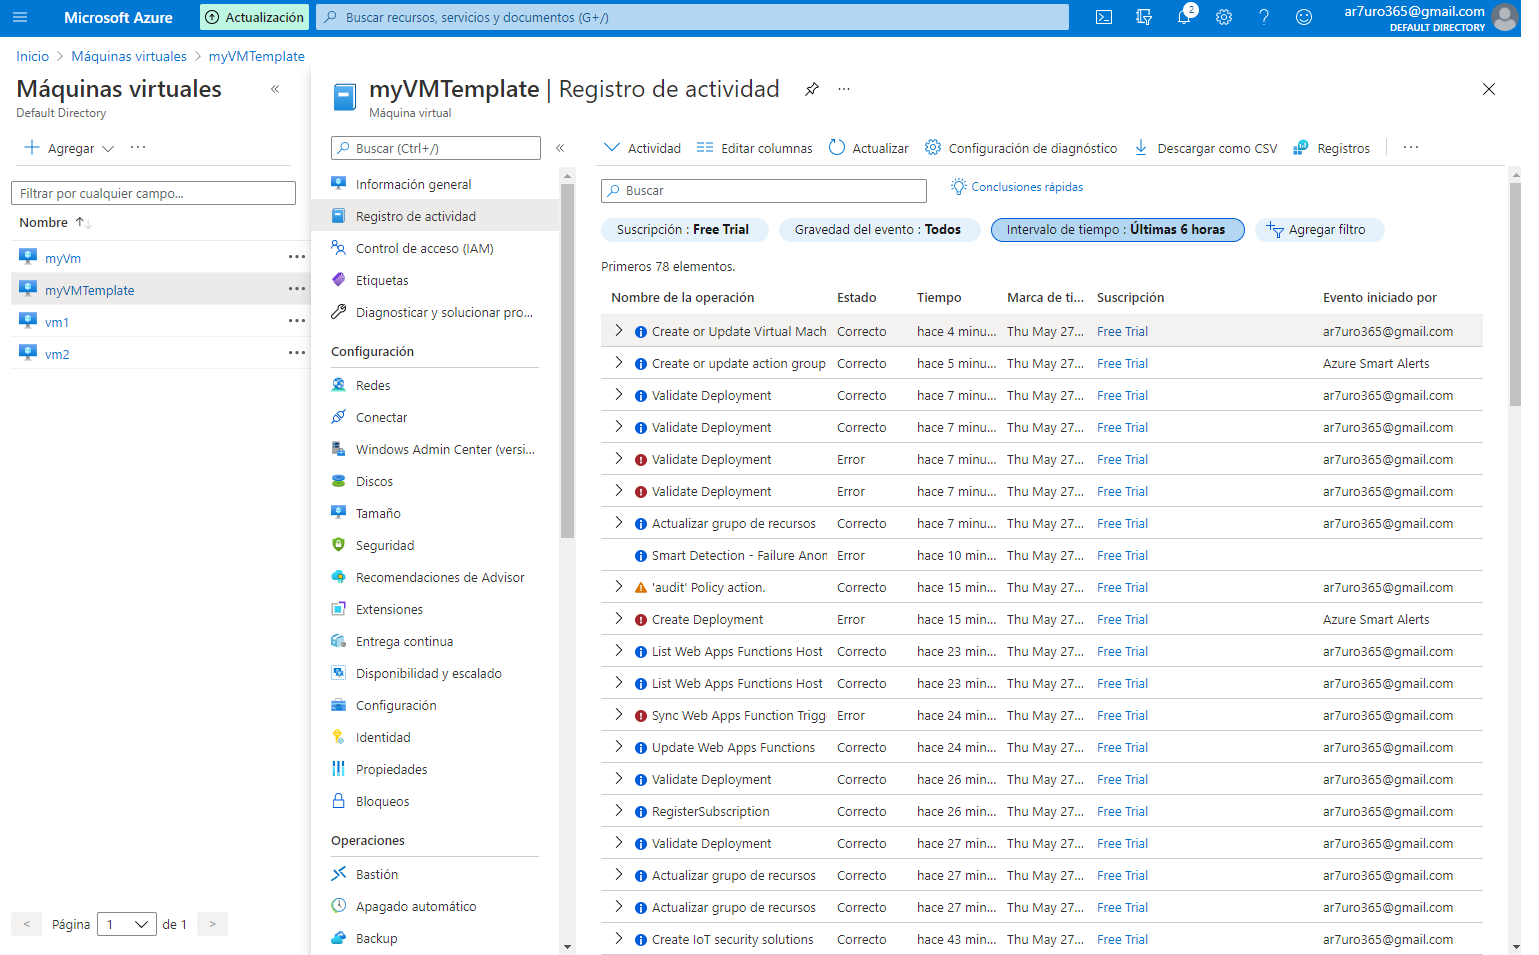 Microsoft Azure
Actualización
Buscar recursos, servicios y documentos (G+/)
2
ar7uro365@gmail.com
DEFAULT DIRECTORY
Inicio > Máquinas virtuales > myVMTemplate
Máquinas virtuales «
Default Directory
Agregar ...
Filtrar por cualquier campo...
Nombre ↑↓
myVm ...
myVMTemplate ...
vm1 ...
vm2 ...
< Página 1 de 1 >
myVMTemplate | Registro de actividad ...
Máquina virtual
Buscar (Ctrl+/) «
Información general
Registro de actividad
Control de acceso (IAM)
Etiquetas
Diagnosticar y solucionar pro...
Configuración
Redes
Conectar
Windows Admin Center (versi...
Discos
Tamaño
Seguridad
Recomendaciones de Advisor
Extensiones
Entrega continua
Disponibilidad y escalado
Configuración
Identidad
Propiedades
Bloqueos
Operaciones
Bastión
Apagado automático
Backup
Actividad Editar columnas Actualizar Configuración de diagnóstico Descargar como CSV Registros ...
Buscar Conclusiones rápidas
Suscripción : Free Trial Gravedad del evento : Todos Intervalo de tiempo : Últimas 6 horas Agregar filtro
Primeros 78 elementos.
Nombre de la operación Estado Tiempo Marca de ti... Suscripción Evento iniciado por
Create or Update Virtual Mach Correcto hace 4 minu... Thu May 27... Free Trial ar7uro365@gmail.com
Create or update action group Correcto hace 5 minu... Thu May 27... Free Trial Azure Smart Alerts
Validate Deployment Correcto hace 7 minu... Thu May 27... Free Trial ar7uro365@gmail.com
Validate Deployment Correcto hace 7 minu... Thu May 27... Free Trial ar7uro365@gmail.com
Validate Deployment Error hace 7 minu... Thu May 27... Free Trial ar7uro365@gmail.com
Validate Deployment Error hace 7 minu... Thu May 27... Free Trial ar7uro365@gmail.com
Actualizar grupo de recursos Correcto hace 7 minu... Thu May 27... Free Trial ar7uro365@gmail.com
Smart Detection - Failure Anon Error hace 10 min... Thu May 27... Free Trial
'audit' Policy action. Correcto hace 15 min... Thu May 27... Free Trial ar7uro365@gmail.com
Create Deployment Error hace 15 min... Thu May 27... Free Trial Azure Smart Alerts
List Web Apps Functions Host Correcto hace 23 min... Thu May 27... Free Trial ar7uro365@gmail.com
List Web Apps Functions Host Correcto hace 23 min... Thu May 27... Free Trial ar7uro365@gmail.com
Sync Web Apps Function Trigg Error hace 24 min... Thu May 27... Free Trial ar7uro365@gmail.com
Update Web Apps Functions Correcto hace 24 min... Thu May 27... Free Trial ar7uro365@gmail.com
Validate Deployment Correcto hace 26 min... Thu May 27... Free Trial ar7uro365@gmail.com
RegisterSubscription Correcto hace 26 min... Thu May 27... Free Trial ar7uro365@gmail.com
Validate Deployment Correcto hace 27 min... Thu May 27... Free Trial ar7uro365@gmail.com
Actualizar grupo de recursos Correcto hace 27 min... Thu May 27... Free Trial ar7uro365@gmail.com
Actualizar grupo de recursos Correcto hace 27 min... Thu May 27... Free Trial ar7uro365@gmail.com
Create IoT security solutions Correcto hace 43 min... Thu May 27... Free Trial ar7uro365@gmail.com